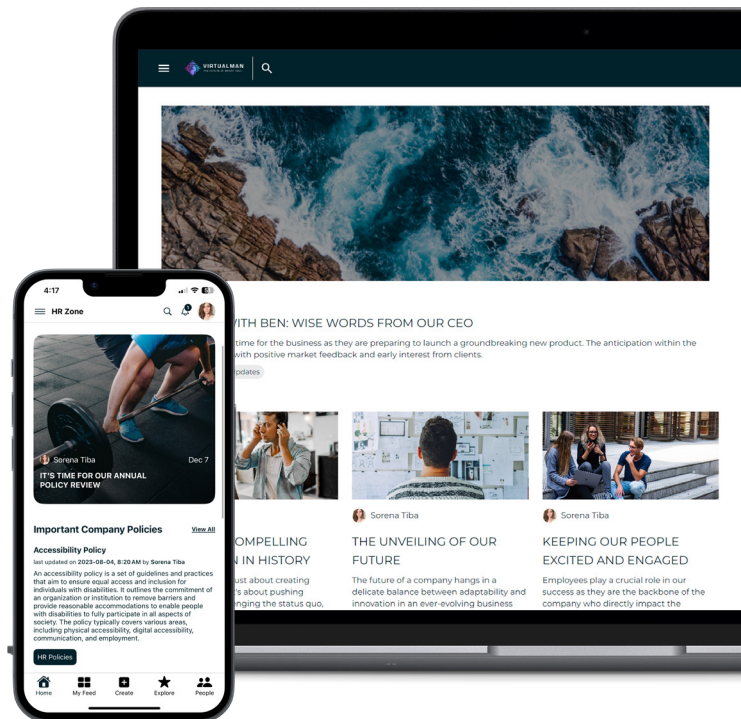 VIRTUALMAN
WITH BEN: WISE WORDS FROM OUR CEO
time for the business as they are preparing to launch a groundbreaking new product. The anticipation within the
with positive market feedback and early interest from clients.
pdates
4:17
HR Zone
1
Sorena Tiba
Dec 7
IT'S TIME FOR OUR ANNUAL
POLICY REVIEW
Important Company Policies
View All
Accessibility Policy
last updated on 2023-08-04, 8:20 AM by Sorena Tiba
An accessibility policy is a set of guidelines and practices
that aim to ensure equal access and inclusion for
individuals with disabilities. It outlines the commitment of
an organization or institution to remove barriers and
provide reasonable accommodations to enable people
with disabilities to fully participate in all aspects of
society. The policy typically covers various areas,
including physical accessibility, digital accessibility,
communication, and employment.
HR Policies
Home
My Feed
Create
Explore
People
OMPELLING
N IN HISTORY
ust about creating
's about pushing
enging the status quo,
Sorena Tiba
THE UNVEILING OF OUR
FUTURE
The future of a company hangs in a
delicate balance between adaptability and
innovation in an ever-evolving business
Sorena Tiba
KEEPING OUR PEOPLE
EXCITED AND ENGAGED
Employees play a crucial role in our
success as they are the backbone of the
company who directly impact the